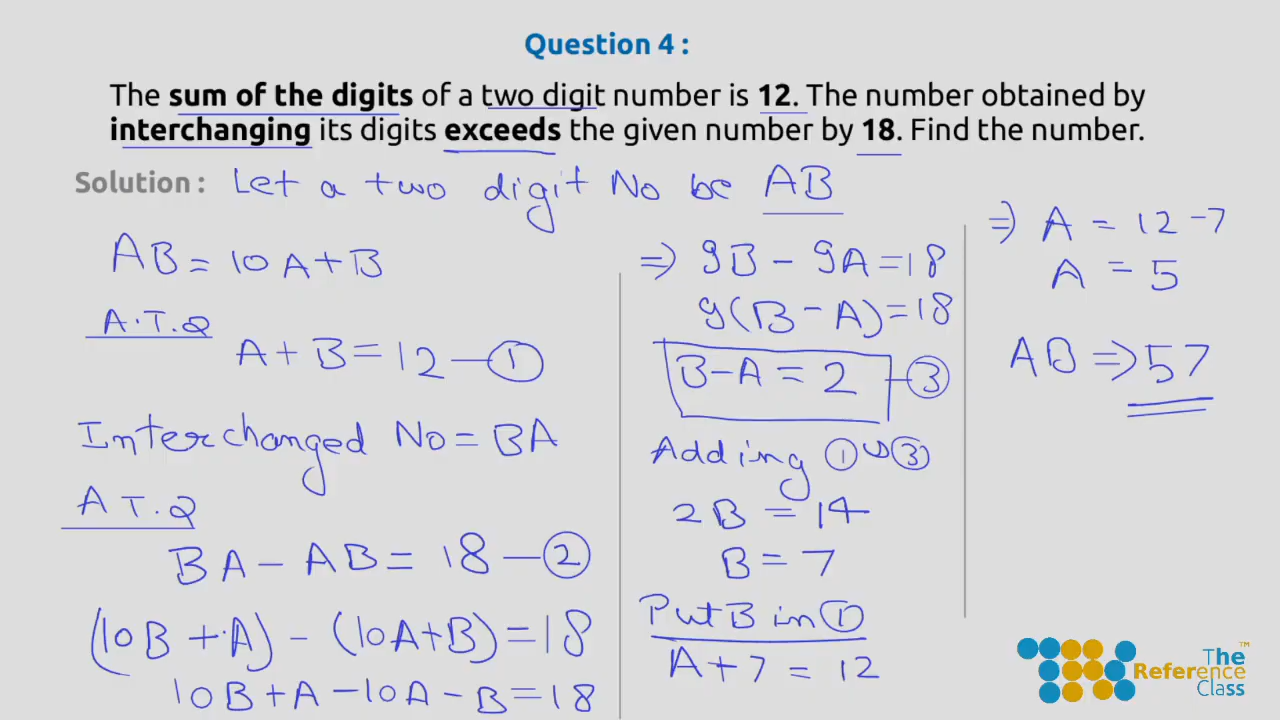 Question 4 :
The sum of the digits of a two digit number is 12. The number obtained by
interchanging its digits exceeds the given number by 18. Find the number.
Solution : Let a two digit No be AB
AB = 10A + B
A.T.Q
A + B = 12 — ①
Interchanged No = BA
A T. Q
BA - AB = 18 — ②
(10B + A) - (10A + B) = 18
10B + A - 10A - B = 18
⇒ 9B - 9A = 18
9(B - A) = 18
B - A = 2 — ③
Adding ① & ③
2B = 14
B = 7
Put B in ①
A + 7 = 12
⇒ A = 12 - 7
A = 5
AB ⇒ 57
The
Reference
Class
™